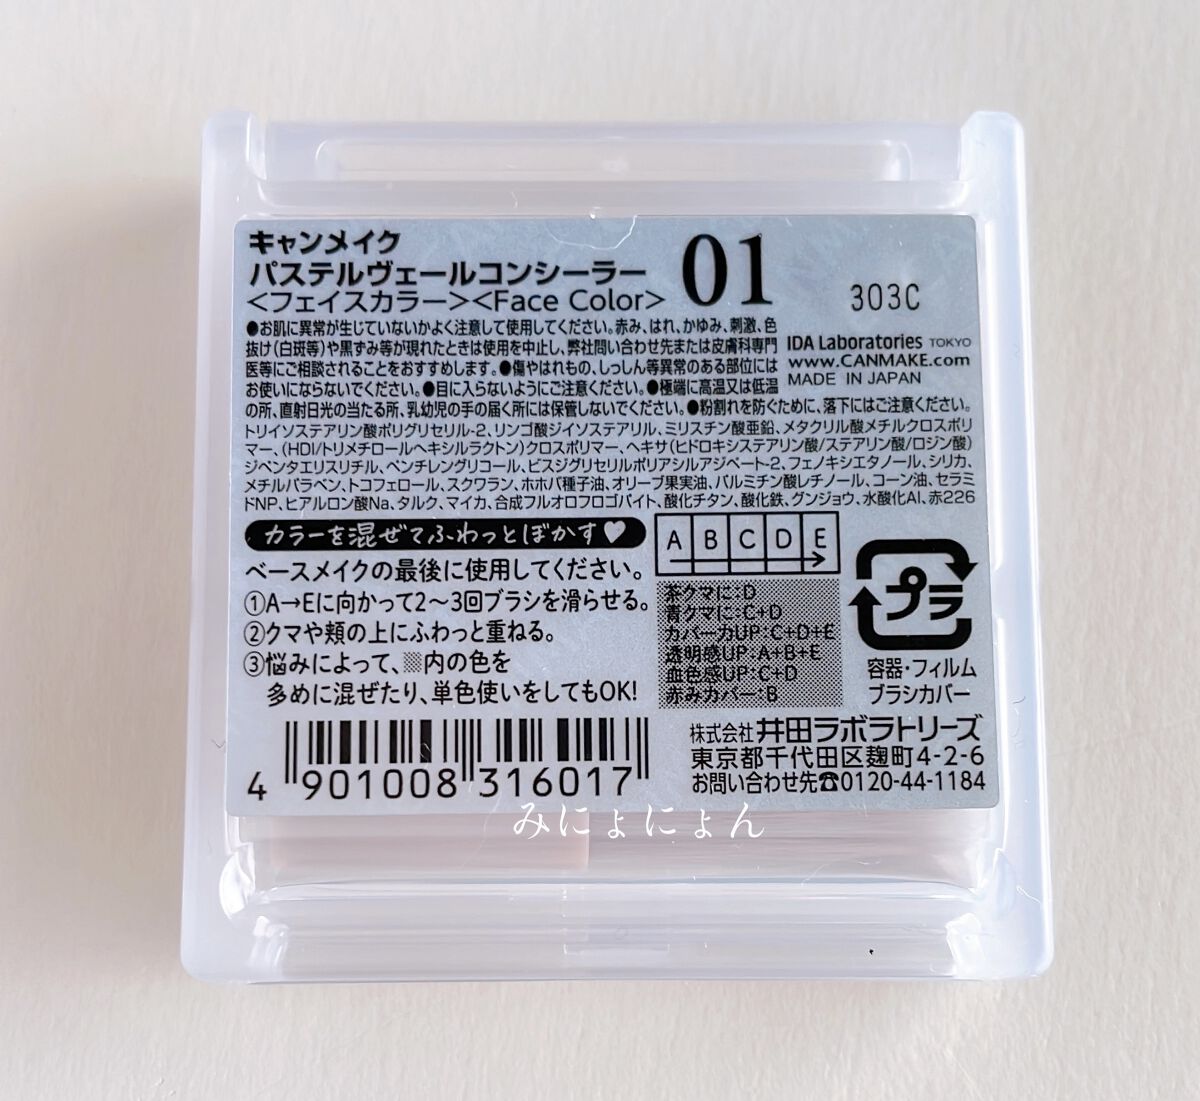 キャンメイク
パステルヴェールコンシーラー
<フェイスカラー><Face Color>
01
303C
●お肌に異常が生じていないかよく注意して使用してください。赤み、はれ、かゆみ、刺激、色
抜け(白斑等)や黒ずみ等が現れたときは使用を中止し、弊社問い合わせ先または皮膚科専門
医等にご相談されることをおすすめします。●傷やはれもの、しっしん等異常のある部位には
お使いにならないでください。●目に入らないようにご注意ください。●極端に高温又は低温
の所、直射日光の当たる所、乳幼児の手の届く所には保管しないでください。●粉割れを防ぐために、落下にはご注意ください。
IDA Laboratories TOKYO
www.CANMAKE.com
MADE IN JAPAN
トリイソステアリン酸ポリグリセリル-2、リンゴ酸ジイソステアリル、ミリスチン酸亜鉛、メタクリル酸メチルクロスポリ
マー、(HDI/トリメチロールヘキシルラクトン)クロスポリマー、ヘキサ(ヒドロキシステアリン酸/ステアリン酸/ロジン酸)
ジペンタエリスリチル、ペンチレングリコール、ビスジグリセリルポリアシルアジペート-2、フェノキシエタノール、シリカ、
メチルパラベン、トコフェロール、スクワラン、ホホバ種子油、オリーブ果実油、パルミチン酸レチノール、コーン油、セラミ
ドNP、ヒアルロン酸Na、タルク、マイカ、合成フルオロフロゴパイト、酸化チタン、酸化鉄、グンジョウ、水酸化Al、赤226
カラーを混ぜてふわっとぼかす♥
ベースメイクの最後に使用してください。
①A→Eに向かって2〜3回ブラシを滑らせる。
②クマや頬の上にふわっと重ねる。
③悩みによって、▒内の色を
多めに混ぜたり、単色使いをしてもOK!
A B C D E
茶クマに:D
青クマに:C+D
カバー力UP:C+D+E
透明感UP:A+B+E
血色感UP:C+D
赤みカバー:B
プラ
容器・フィルム
ブラシカバー
4 901008 316017
株式会社 井田ラボラトリーズ
東京都千代田区麹町4-2-6
お問い合わせ先☎0120-44-1184
みにょにょん